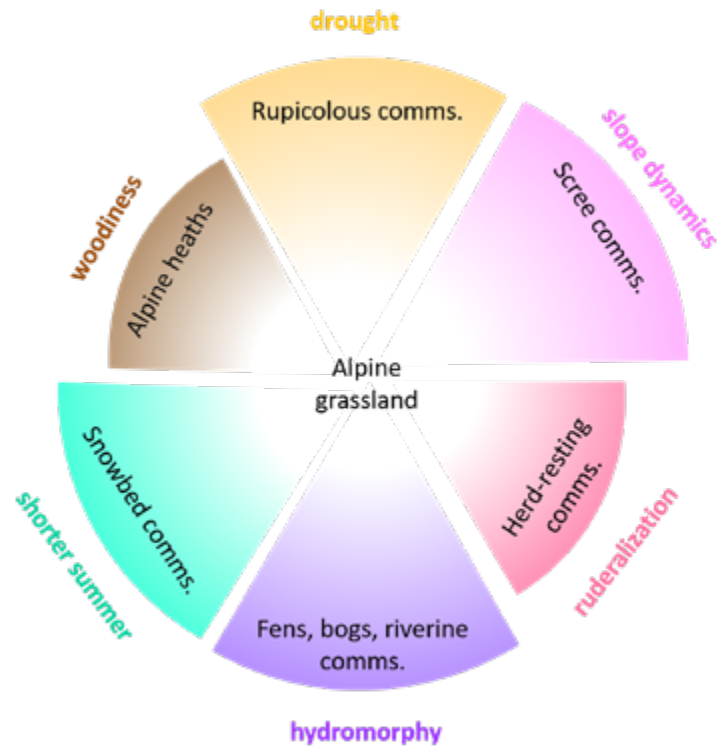 drought
Rupicolous comms.
slope dynamics
Scree comms.
woodiness
Alpine heaths
Alpine
grassland
Snowbed comms.
shorter summer
Herd-resting
comms.
ruderalization
Fens, bogs, riverine
comms.
hydromorphy